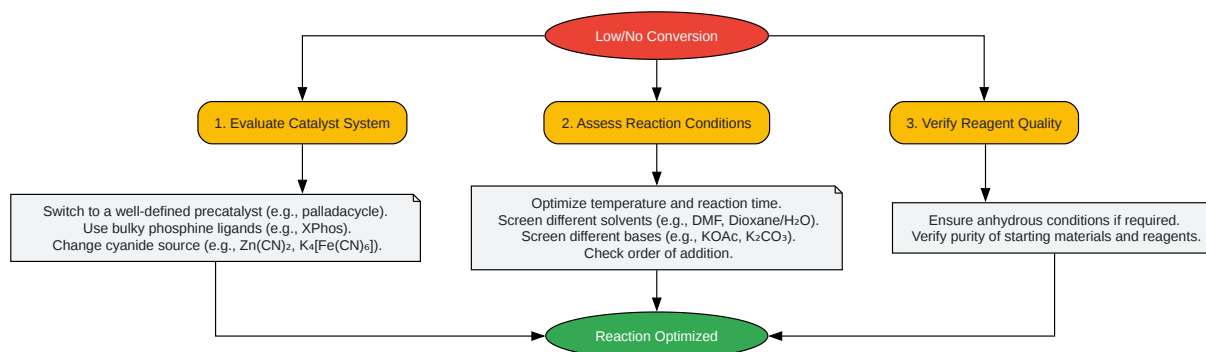 Low/No Conversion
1. Evaluate Catalyst System
2. Assess Reaction Conditions
3. Verify Reagent Quality
Switch to a well-defined precatalyst (e.g., palladacycle).
Use bulky phosphine ligands (e.g., XPhos).
Change cyanide source (e.g., Zn(CN)₂, K₄[Fe(CN)₆]).
Optimize temperature and reaction time.
Screen different solvents (e.g., DMF, Dioxane/H₂O).
Screen different bases (e.g., KOAc, K₂CO₃).
Check order of addition.
Ensure anhydrous conditions if required.
Verify purity of starting materials and reagents.
Reaction Optimized